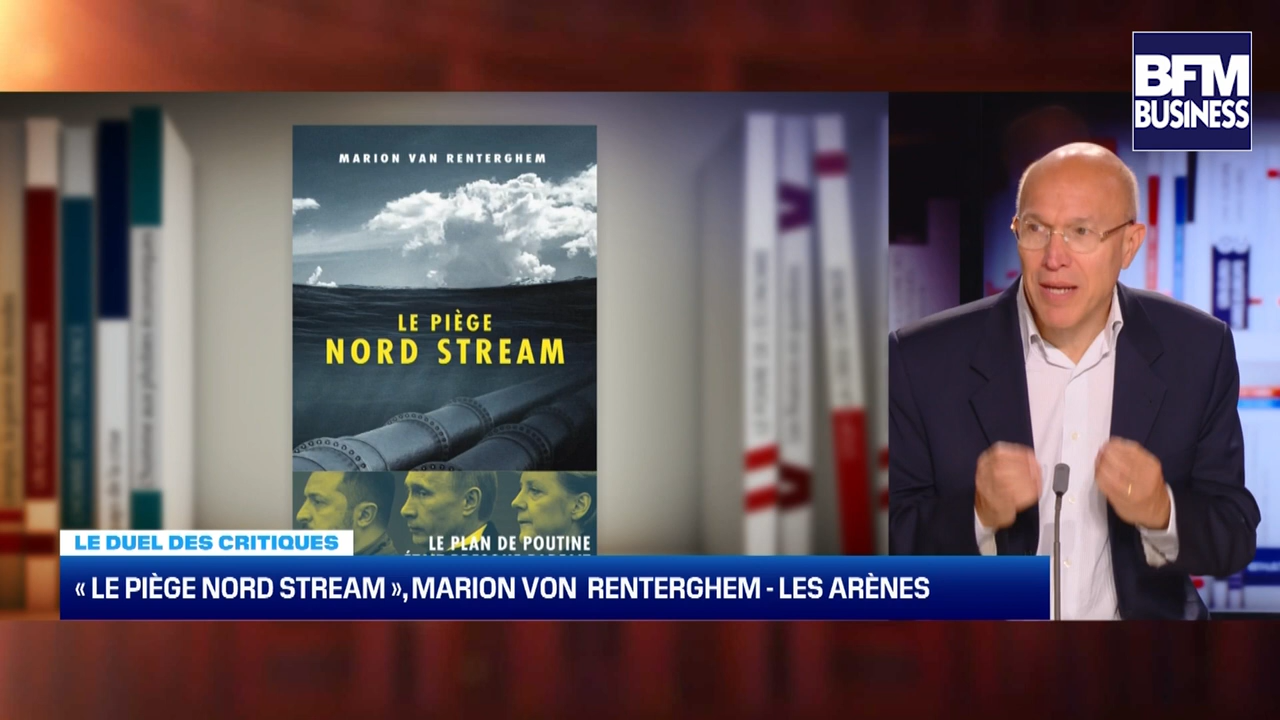 BFM
BUSINESS
MARION VAN RENTERGHEM
LE PIÈGE
NORD STREAM
LE PLAN DE POUTINE
LE DUEL DES CRITIQUES
« LE PIÈGE NORD STREAM », MARION VON RENTERGHEM - LES ARÈNES